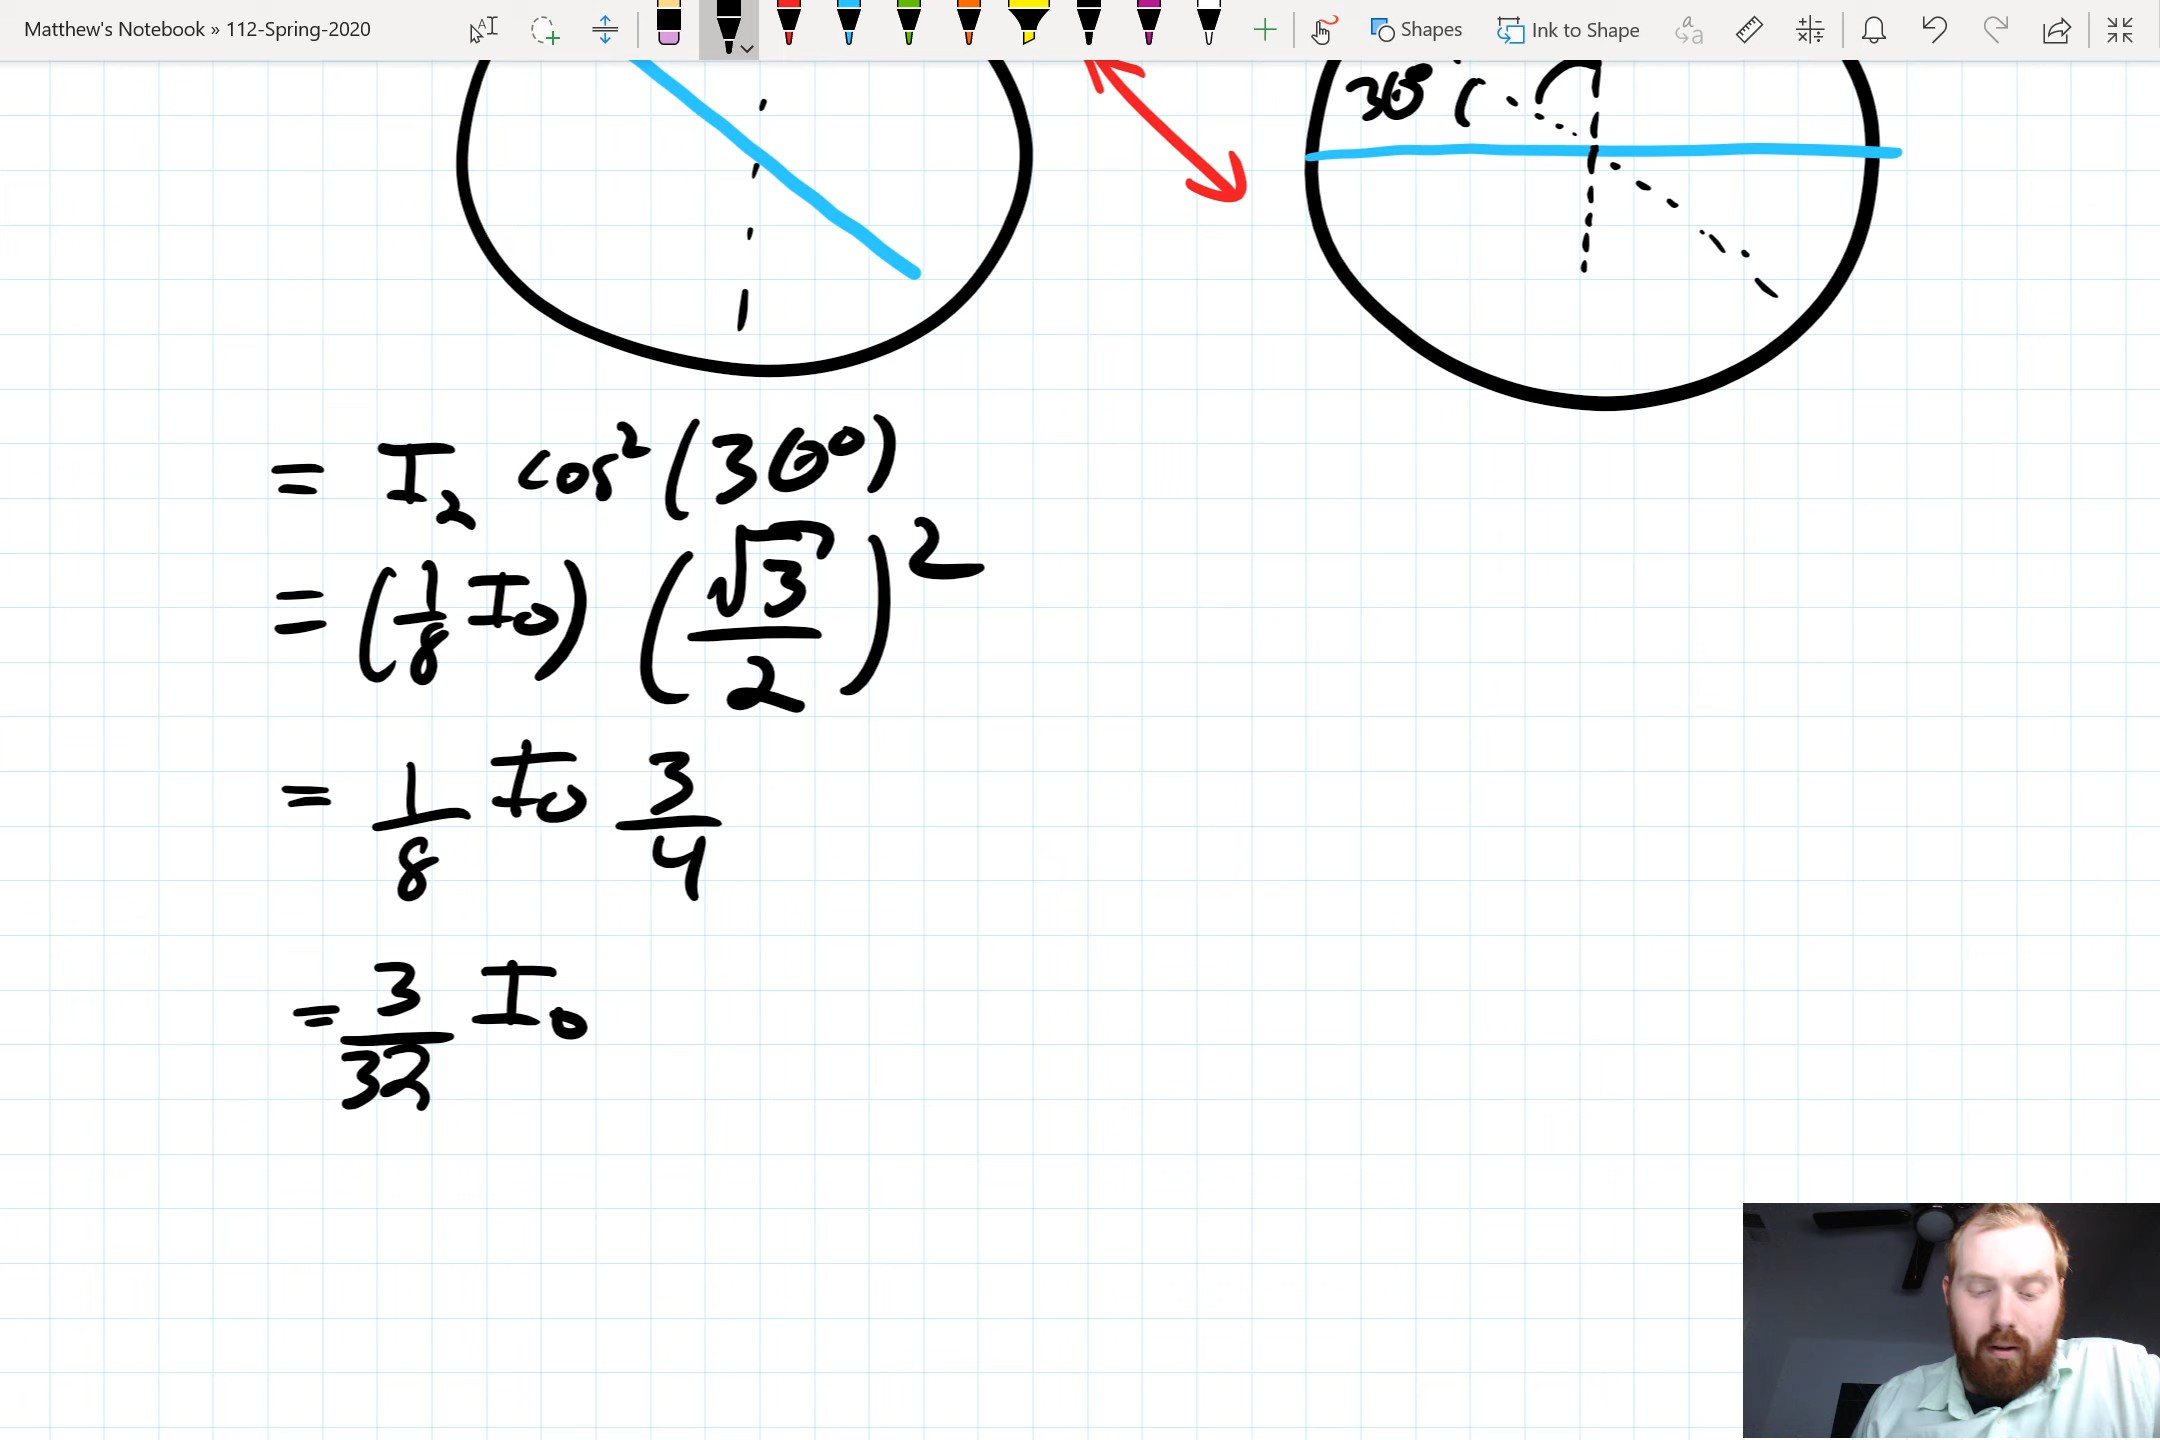 Matthew's Notebook » 112-Spring-2020
Shapes
Ink to Shape
30°
= I₂ cos²(30°)
= (1/8 I₀) (√3/2)²
= 1/8 I₀ 3/4
= 3/32 I₀